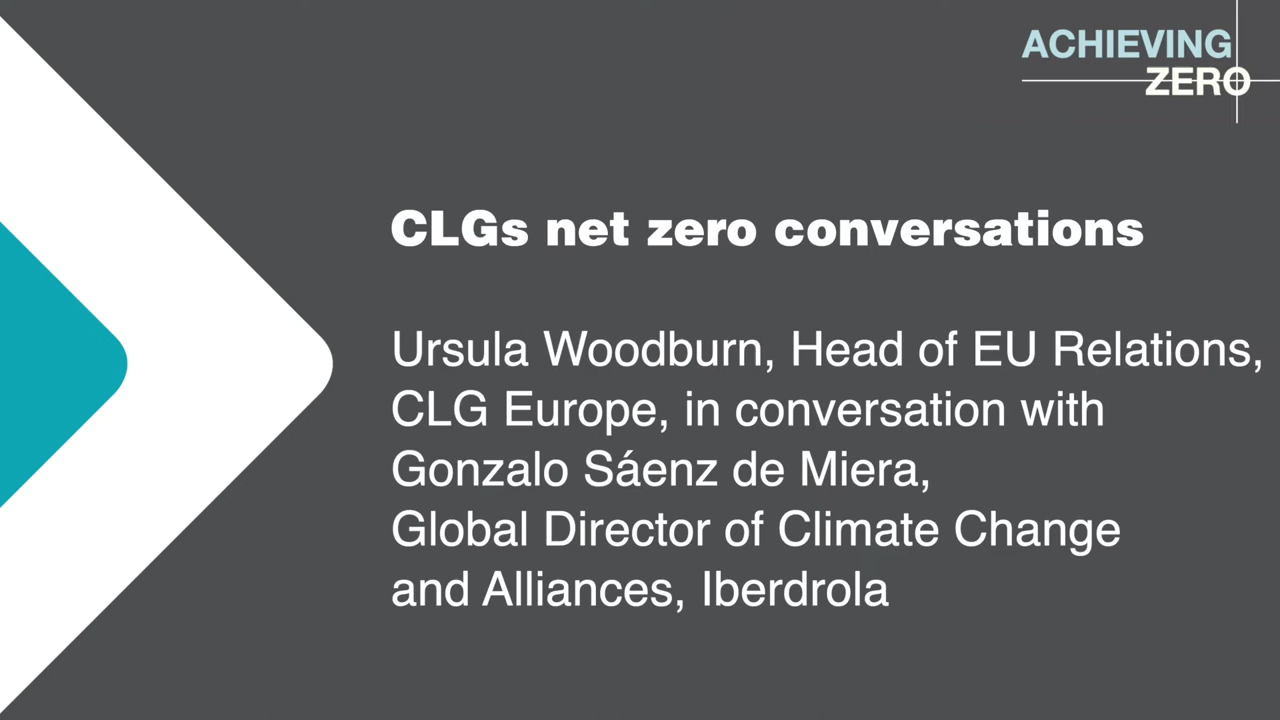 ACHIEVING
ZERO
CLGs net zero conversations
Ursula Woodburn, Head of EU Relations,
CLG Europe, in conversation with
Gonzalo Sáenz de Miera,
Global Director of Climate Change
and Alliances, Iberdrola